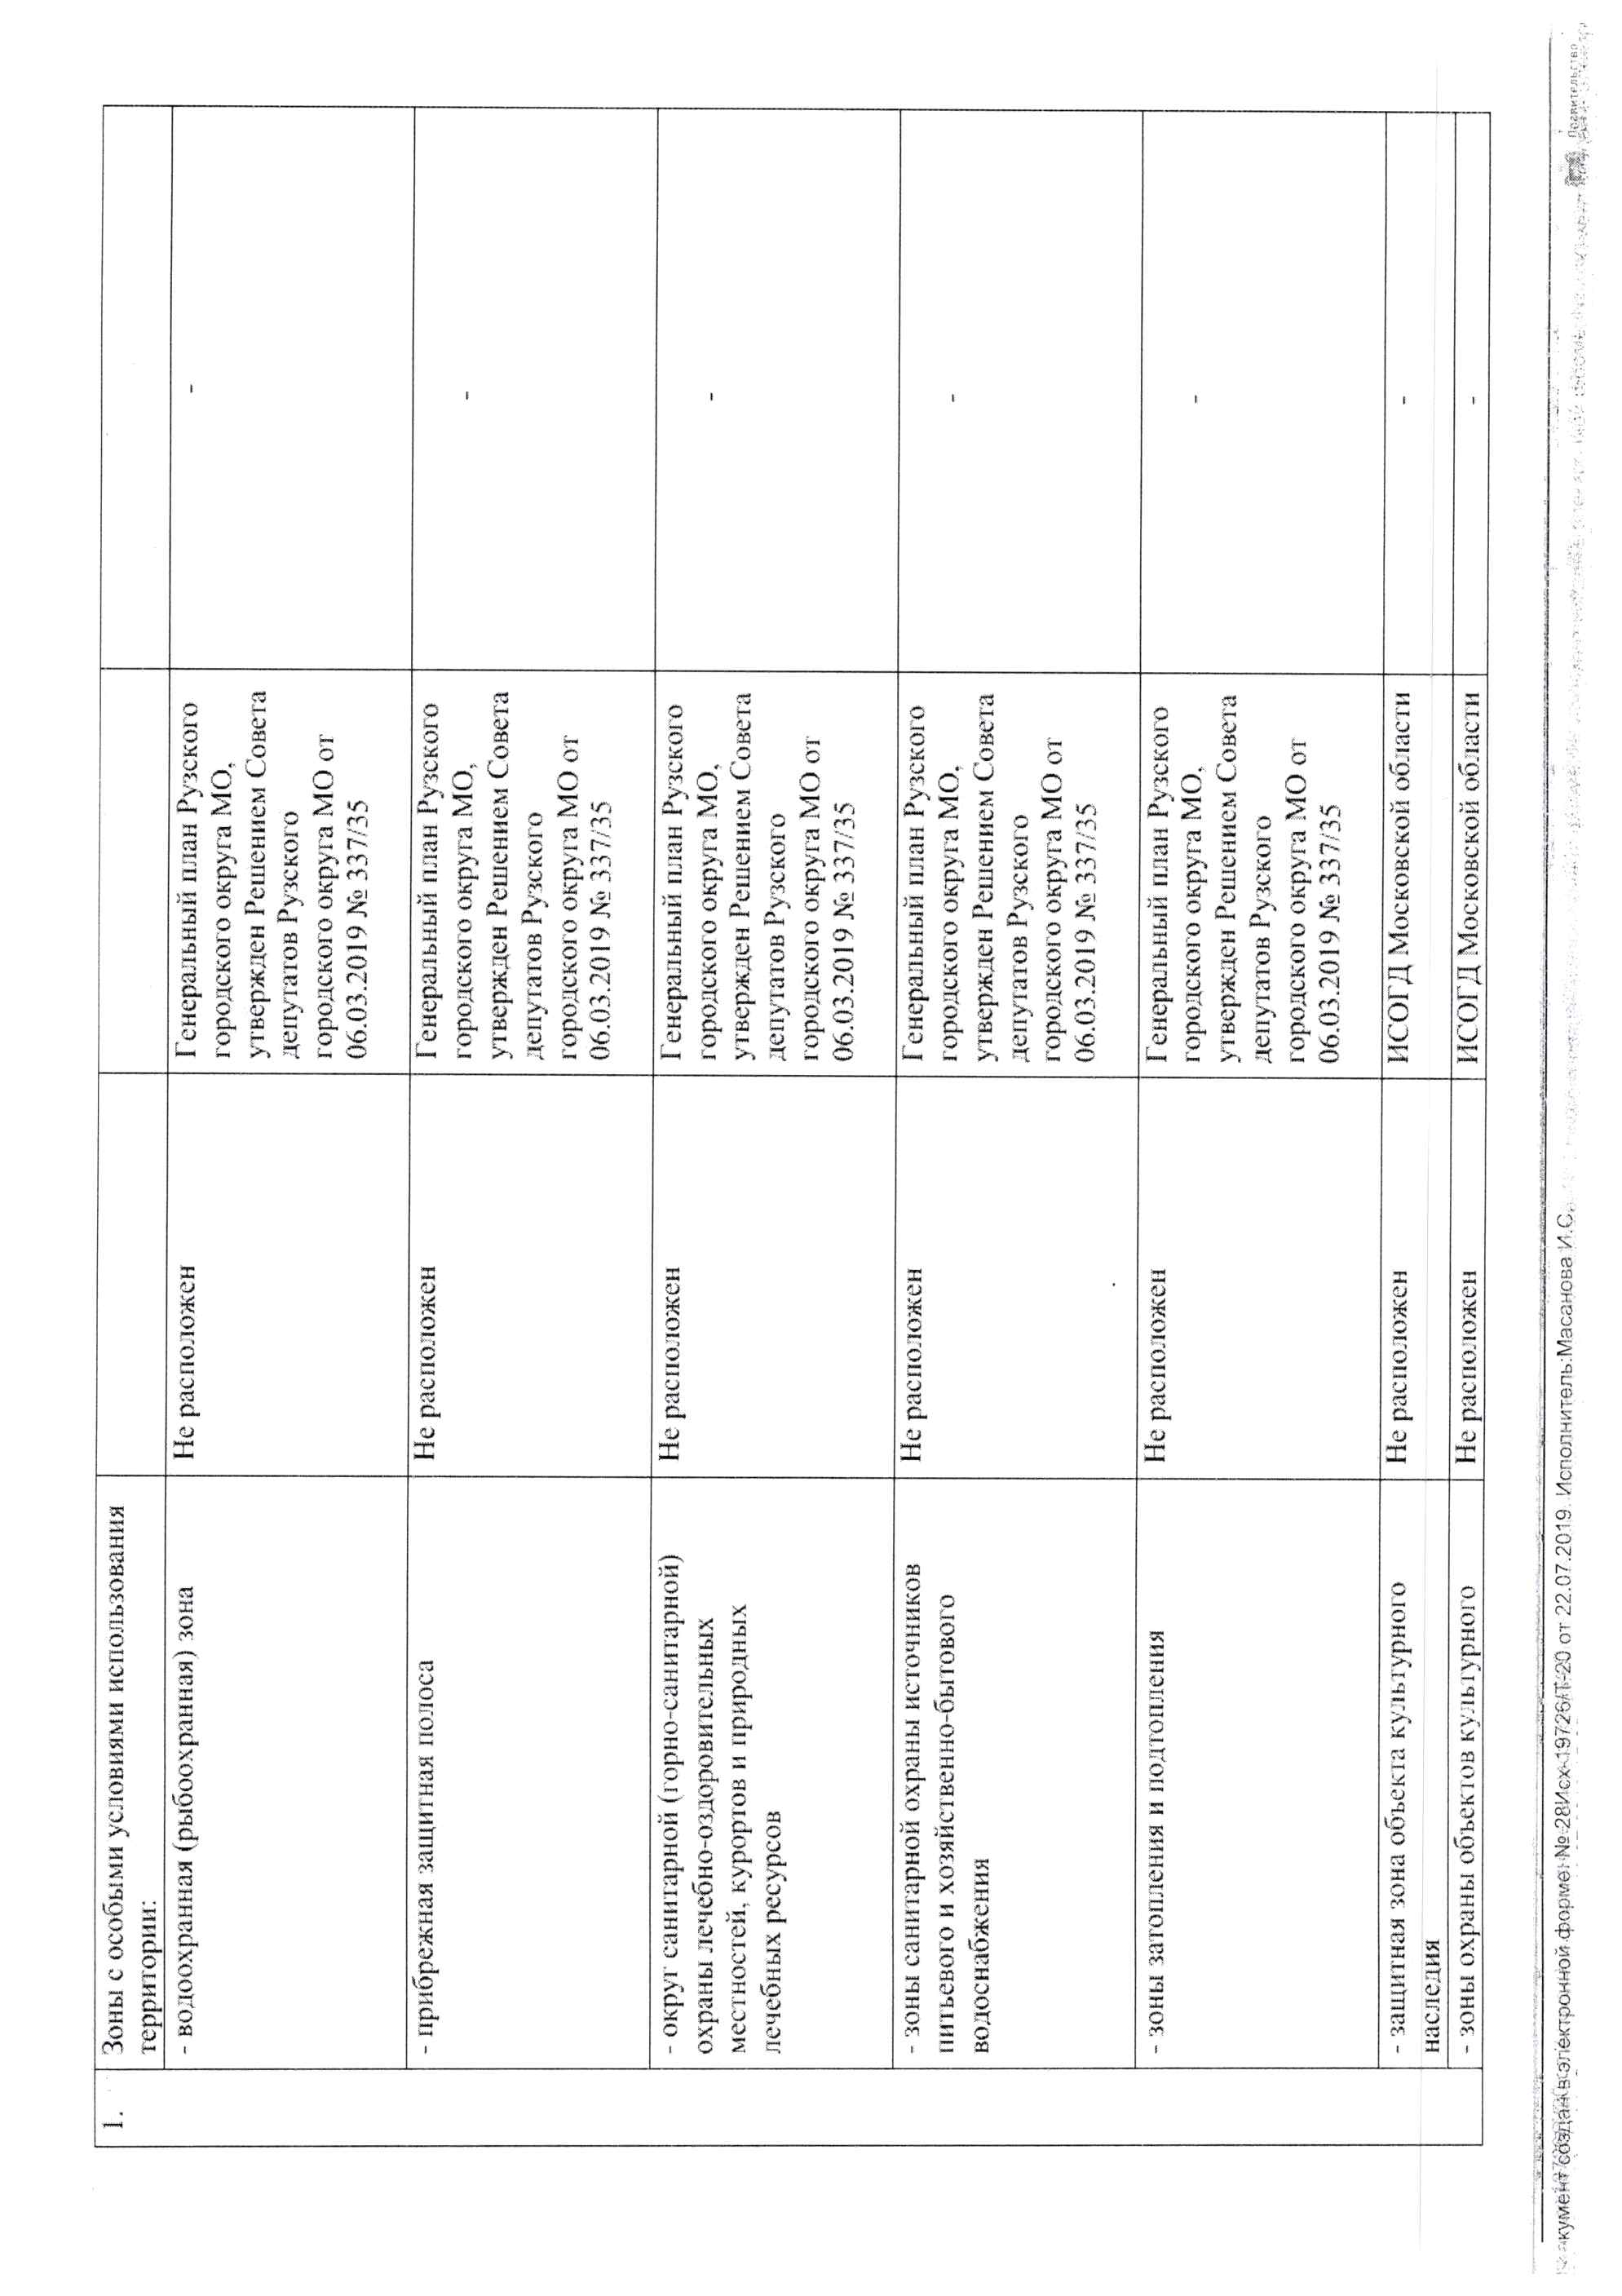 1.
Зоны с особыми условиями использования
территории:
- водоохранная (рыбоохранная) зона
Не расположен
Генеральный план Рузского
городского округа МО,
утвержден Решением Совета
депутатов Рузского
городского округа МО от
06.03.2019 № 337/35
-
- прибрежная защитная полоса
Не расположен
Генеральный план Рузского
городского округа МО,
утвержден Решением Совета
депутатов Рузского
городского округа МО от
06.03.2019 № 337/35
-
- округ санитарной (горно-санитарной)
охраны лечебно-оздоровительных
местностей, курортов и природных
лечебных ресурсов
Не расположен
Генеральный план Рузского
городского округа МО,
утвержден Решением Совета
депутатов Рузского
городского округа МО от
06.03.2019 № 337/35
-
- зоны санитарной охраны источников
питьевого и хозяйственно-бытового
водоснабжения
Не расположен
Генеральный план Рузского
городского округа МО,
утвержден Решением Совета
депутатов Рузского
городского округа МО от
06.03.2019 № 337/35
-
- зоны затопления и подтопления
Не расположен
Генеральный план Рузского
городского округа МО,
утвержден Решением Совета
депутатов Рузского
городского округа МО от
06.03.2019 № 337/35
-
- защитная зона объекта культурного
наследия
Не расположен
ИСОГД Московской области
-
- зоны охраны объектов культурного
Не расположен
ИСОГД Московской области
-
кумент создан в электронной форме. № 28Исх-19726/Т-20 от 22.07.2019. Исполнитель:Масанова И.С.